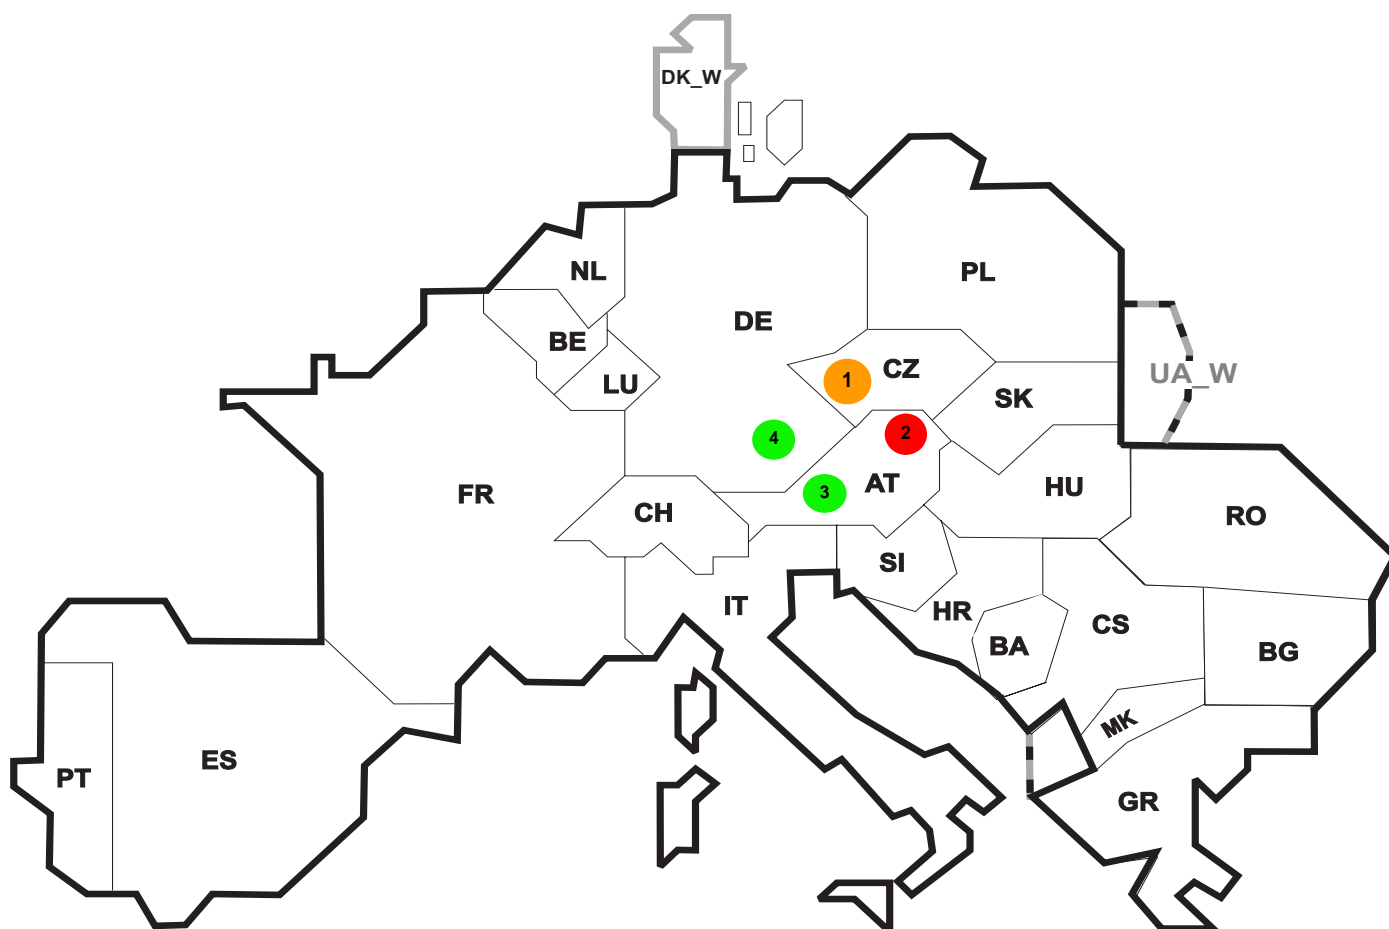 DK_W
NL
PL
DE
BE
CZ
UA_W
1
LU
SK
4
2
FR
3
AT
HU
CH
RO
SI
IT
HR
CS
BA
BG
MK
ES
PT
GR